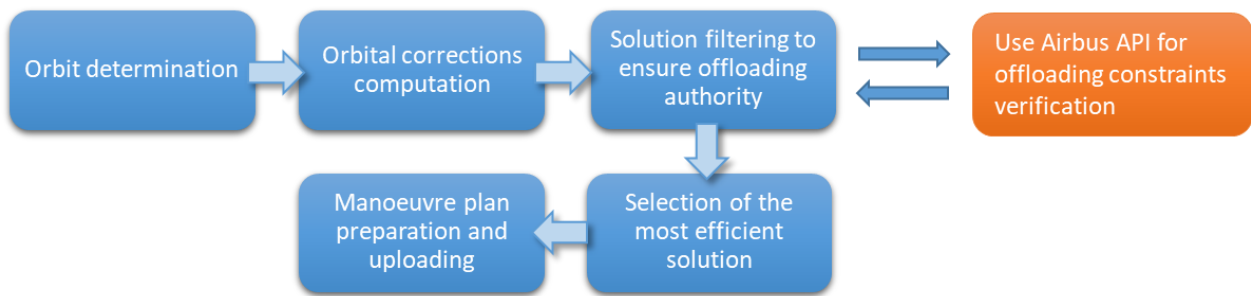 Orbit determination
Orbital corrections
computation
Solution filtering to
ensure offloading
authority
Use Airbus API for
offloading constraints
verification
Selection of the
most efficient
solution
Manoeuvre plan
preparation and
uploading